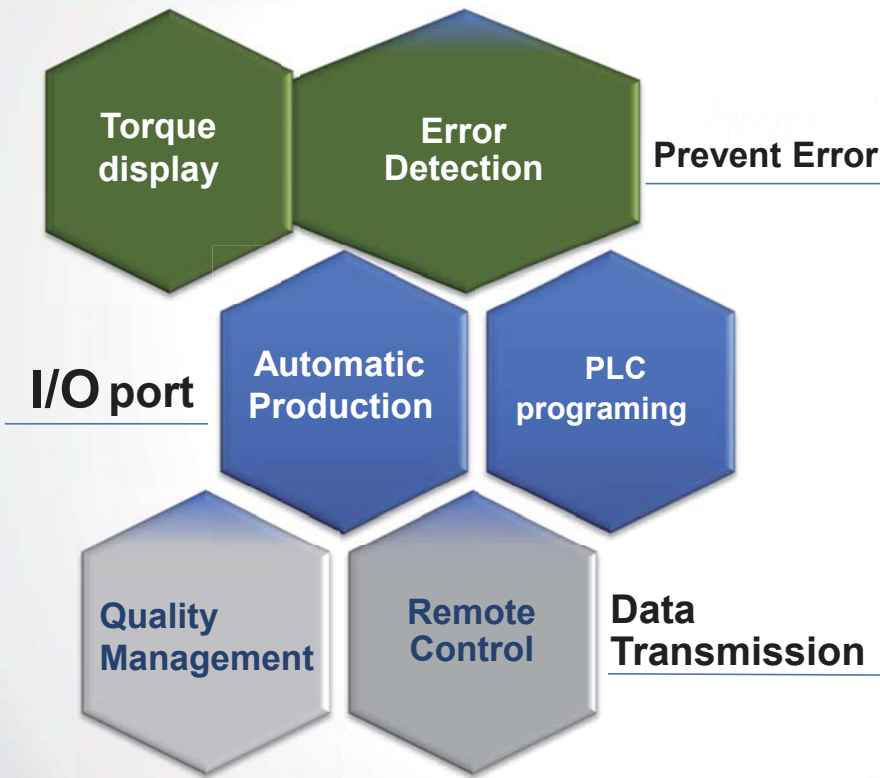 Torque
display
Error
Detection
Prevent Error
I/O port
Automatic
Production
PLC
programing
Quality
Management
Remote
Control
Data
Transmission